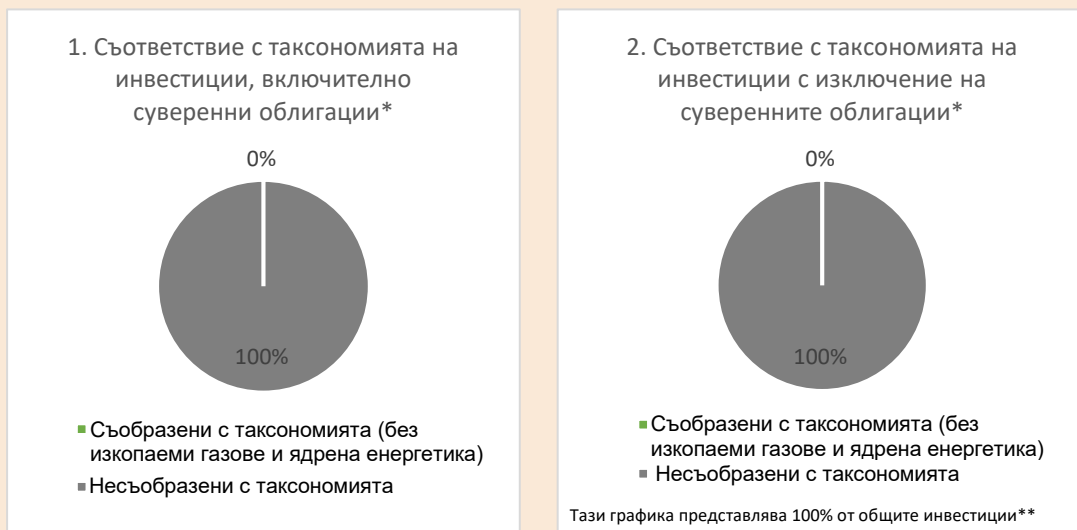 1. Съответствие с таксономията на
инвестиции, включително
суверенни облигации*
0%
100%
Съобразени с таксономията (без
изкопаеми газове и ядрена енергетика)
Несъобразени с таксономията
2. Съответствие с таксономията на
инвестиции с изключение на
суверенните облигации*
0%
100%
Съобразени с таксономията (без
изкопаеми газове и ядрена енергетика)
Несъобразени с таксономията
Тази графика представлява 100% от общите инвестиции**